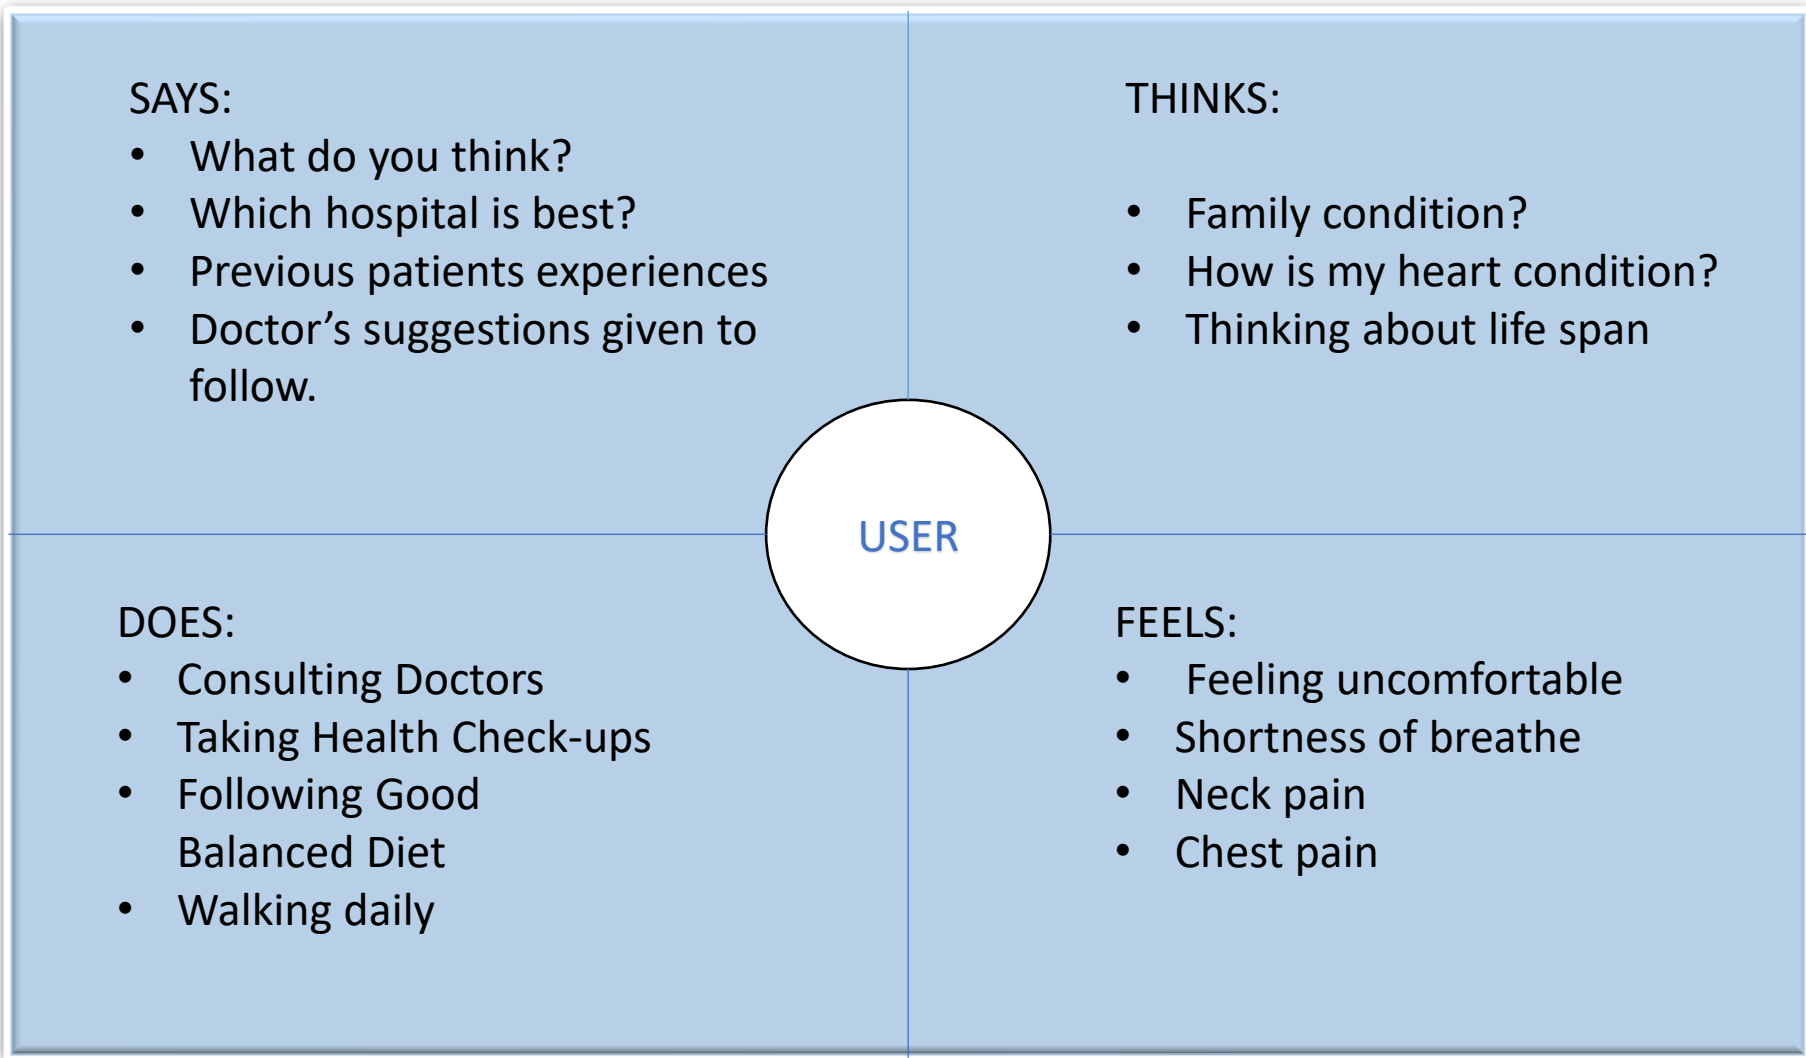 SAYS:
• What do you think?
• Which hospital is best?
• Previous patients experiences
• Doctor’s suggestions given to
follow.
THINKS:
• Family condition?
• How is my heart condition?
• Thinking about life span
USER
DOES:
• Consulting Doctors
• Taking Health Check-ups
• Following Good
Balanced Diet
• Walking daily
FEELS:
• Feeling uncomfortable
• Shortness of breathe
• Neck pain
• Chest pain